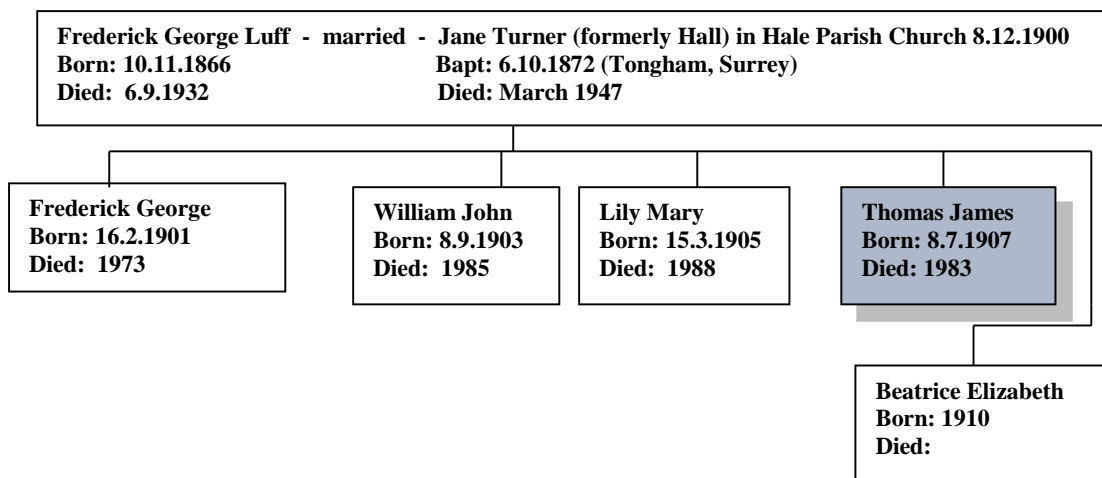 Frederick George Luff - married - Jane Turner (formerly Hall) in Hale Parish Church 8.12.1900
Born: 10.11.1866 Bapt: 6.10.1872 (Tongham, Surrey)
Died: 6.9.1932 Died: March 1947
Frederick George
Born: 16.2.1901
Died: 1973
William John
Born: 8.9.1903
Died: 1985
Lily Mary
Born: 15.3.1905
Died: 1988
Thomas James
Born: 8.7.1907
Died: 1983
Beatrice Elizabeth
Born: 1910
Died: